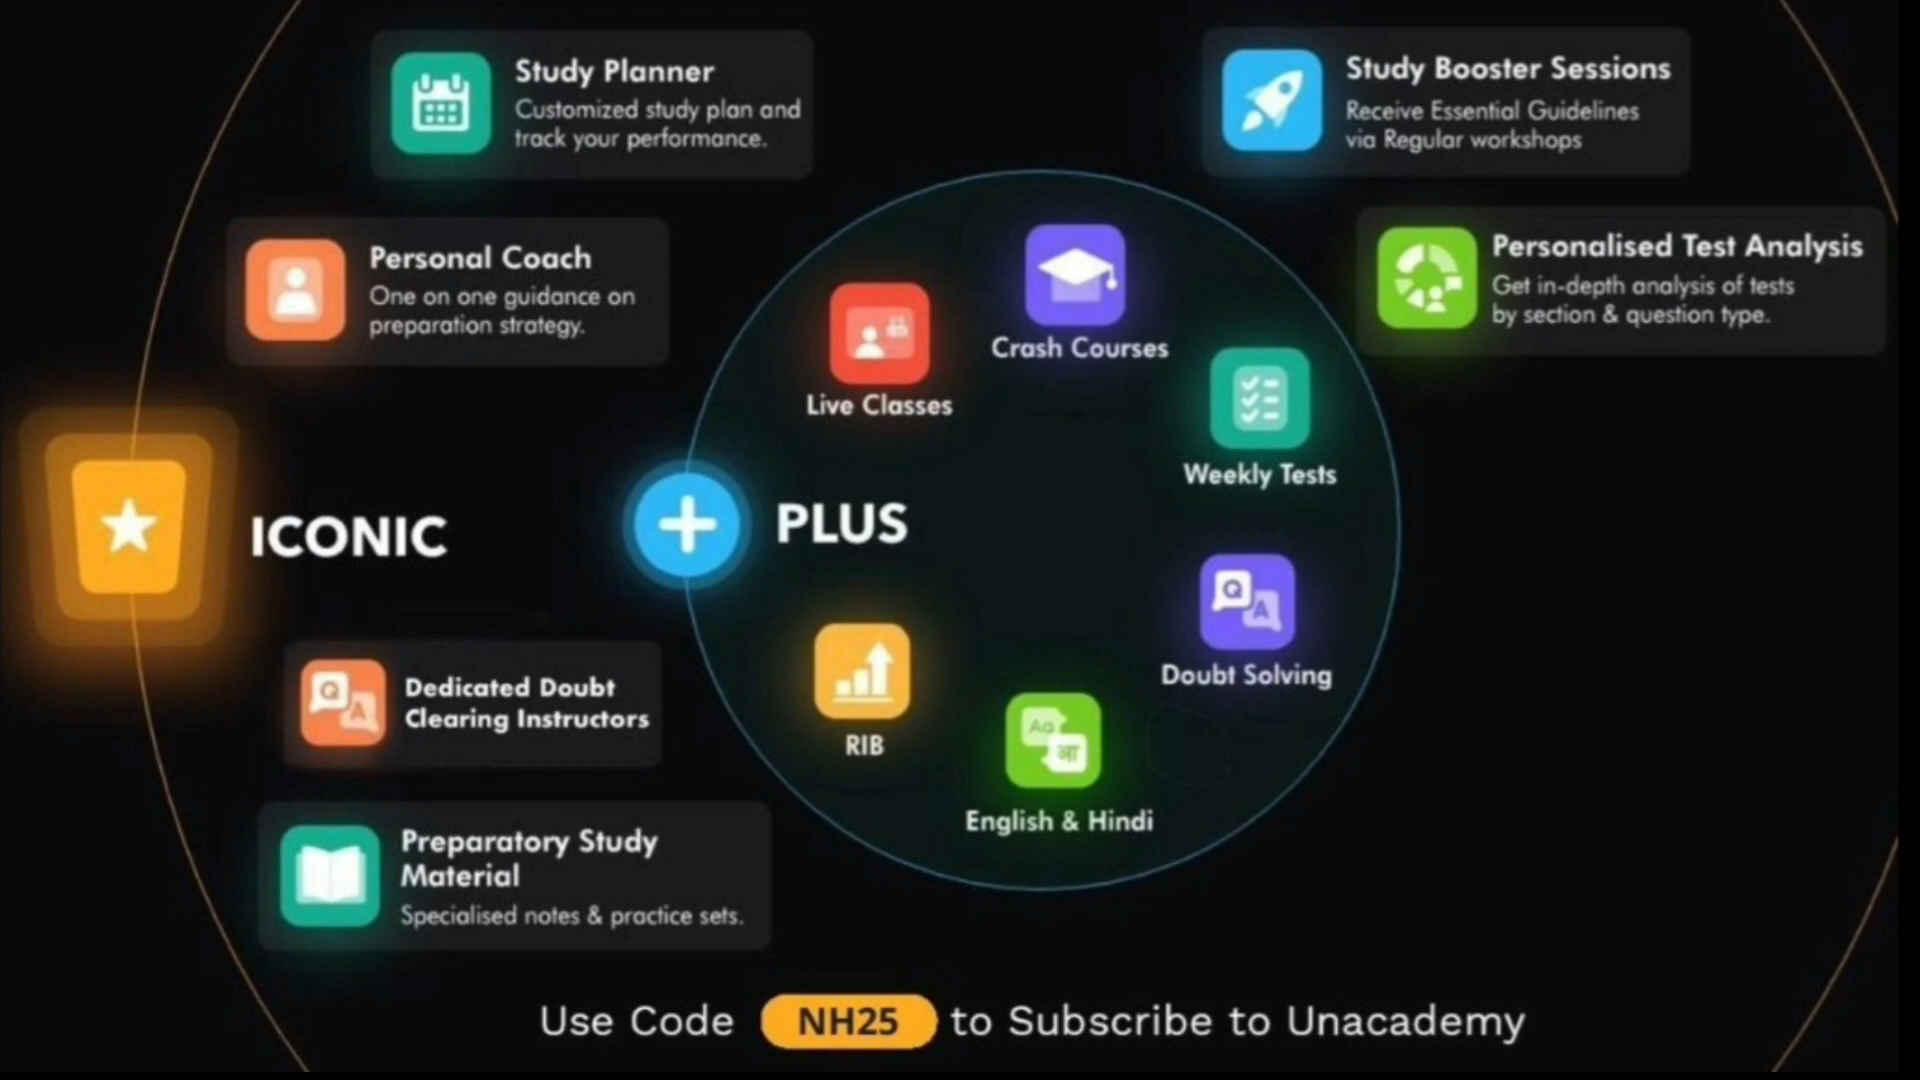 Study Planner
Customized study plan and
track your performance.
Study Booster Sessions
Receive Essential Guidelines
via Regular workshops
Personal Coach
One on one guidance on
preparation strategy.
Personalised Test Analysis
Get in-depth analysis of tests
by section & question type.
Crash Courses
Live Classes
Weekly Tests
ICONIC
PLUS
Q
A
Doubt Solving
Q
A
Dedicated Doubt
Clearing Instructors
RIB
Aa
आ
English & Hindi
Preparatory Study
Material
Specialised notes & practice sets.
Use Code NH25 to Subscribe to Unacademy